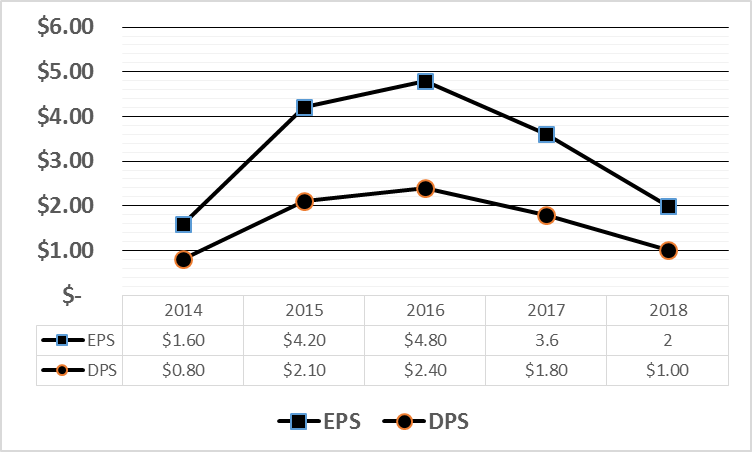 $6.00
$5.00
$4.00
$3.00
$2.00
$1.00
$-
2014 2015 2016 2017 2018
EPS $1.60 $4.20 $4.80 3.6 2
DPS $0.80 $2.10 $2.40 $1.80 $1.00
EPS DPS